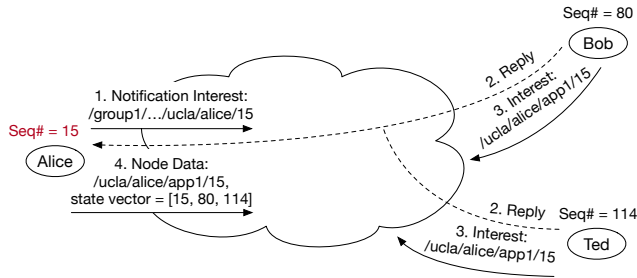 Seq# = 80
Bob
2. Reply
3. Interest:
/ucla/alice/app1/15
1. Notification Interest:
/group1/…/ucla/alice/15
Seq# = 15
Alice
4. Node Data:
/ucla/alice/app1/15,
state vector = [15, 80, 114]
2. Reply
Seq# = 114
3. Interest:
/ucla/alice/app1/15
Ted